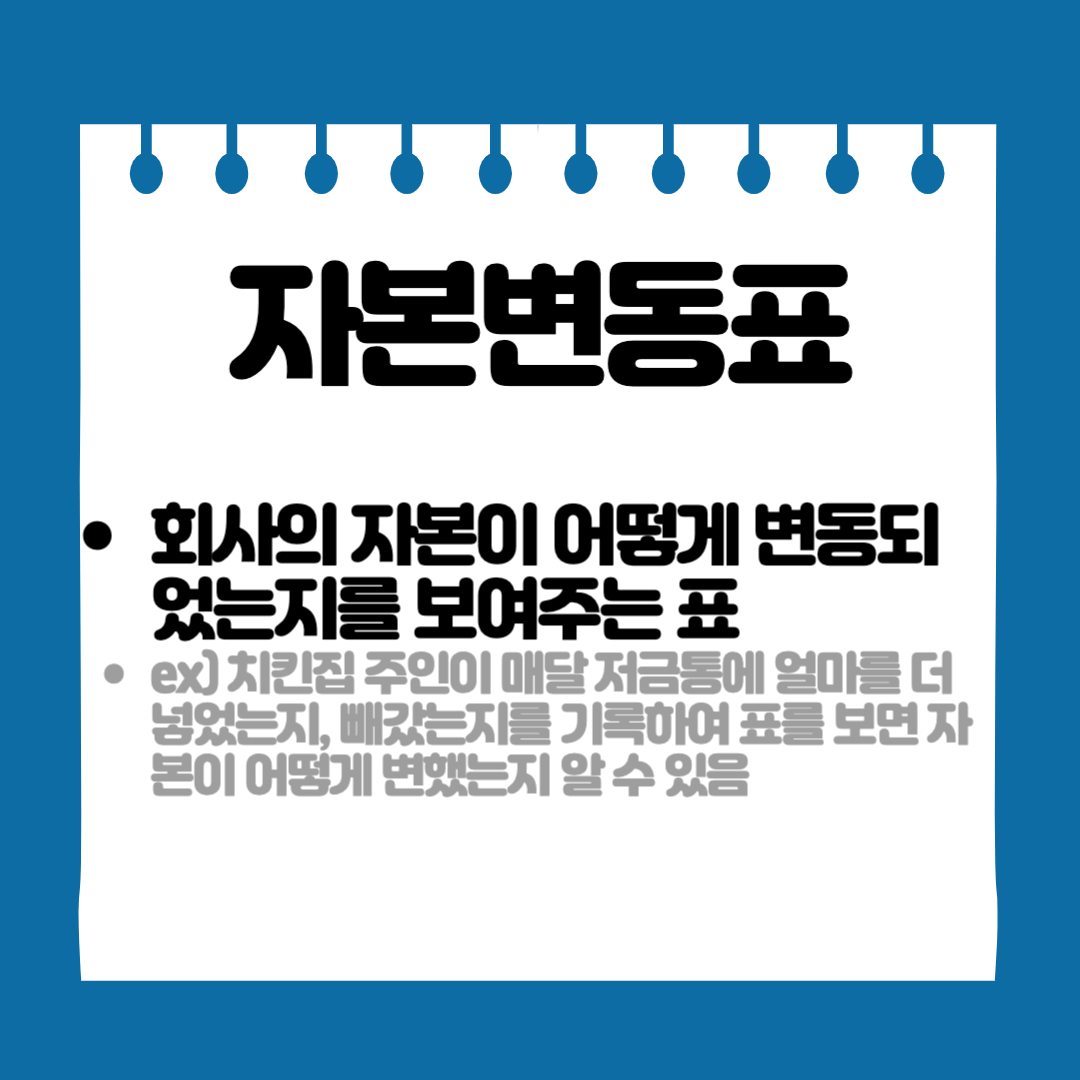 자본변동표
• 회사의 자본이 어떻게 변동되
었는지를 보여주는 표
• ex) 치킨집 주인이 매달 저금통에 얼마를 더
넣었는지, 빼갔는지를 기록하여 표를 보면 자
본이 어떻게 변했는지 알 수 있음